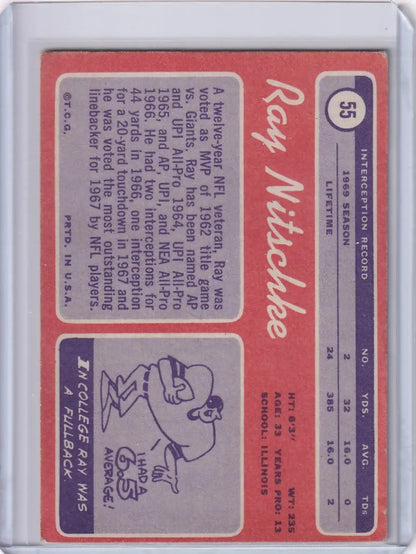 55
INTERCEPTION RECORD
NO. YDS. AVG. TDs
1969 SEASON 2 32 16.0 0
LIFETIME 24 385 16.0 2
Ray Nitschke
HT: 6'3" WT: 235
AGE: 33 YEARS PRO: 13
SCHOOL: ILLINOIS
A twelve-year NFL veteran, Ray was
voted as MVP of 1962 title game
vs. Giants. Ray has been named AP
and UPI All-Pro 1964, UPI All-Pro
1965, and AP, UPI, and NEA All-Pro
1966. He had two interceptions for
44 yards in 1966, one interception
for a 20-yard touchdown in 1967 and
he was voted the most outstanding
linebacker for 1967 by NFL players.
©T.C.G. PRTD. IN U.S.A.
I HAD A
6.5
AVERAGE!
IN COLLEGE RAY WAS
A FULLBACK.